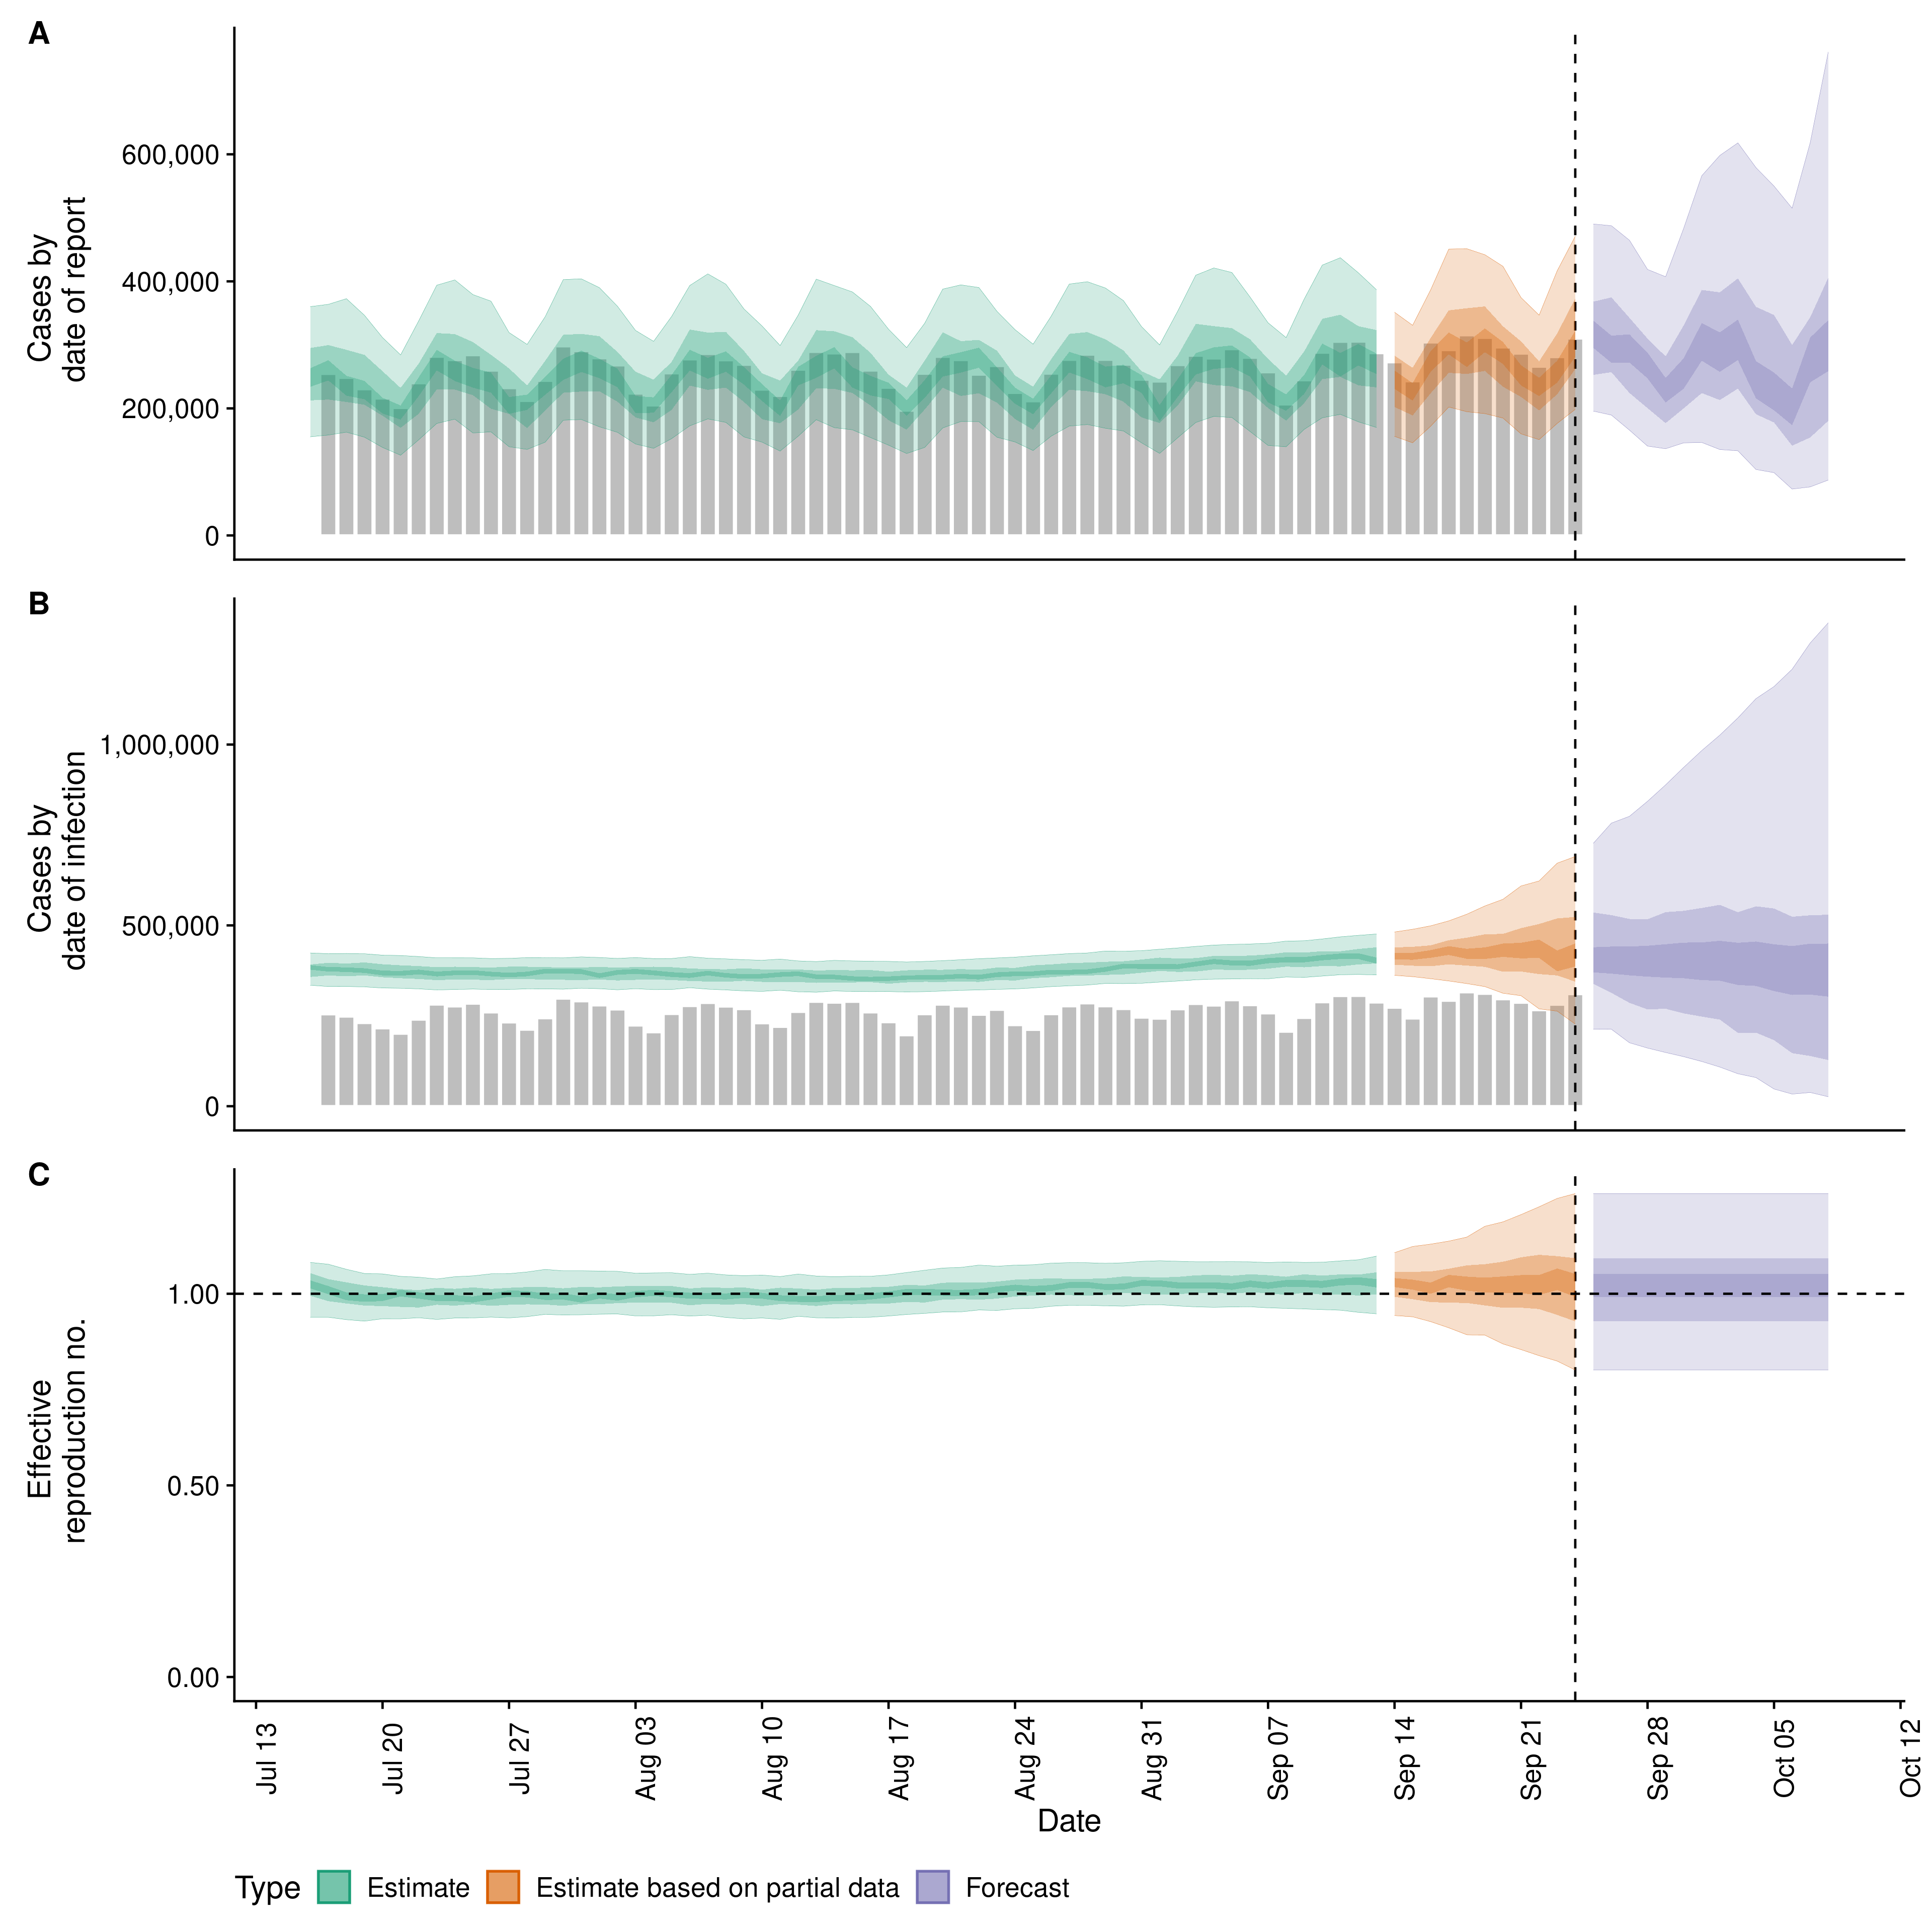 A
Cases by
date of report
600,000
400,000
200,000
0
B
Cases by
date of infection
1,000,000
500,000
0
C
Effective
reproduction no.
1.00
0.50
0.00
Jul 13
Jul 20
Jul 27
Aug 03
Aug 10
Aug 17
Aug 24
Aug 31
Sep 07
Sep 14
Sep 21
Sep 28
Oct 05
Oct 12
Date
Type
Estimate
Estimate based on partial data
Forecast